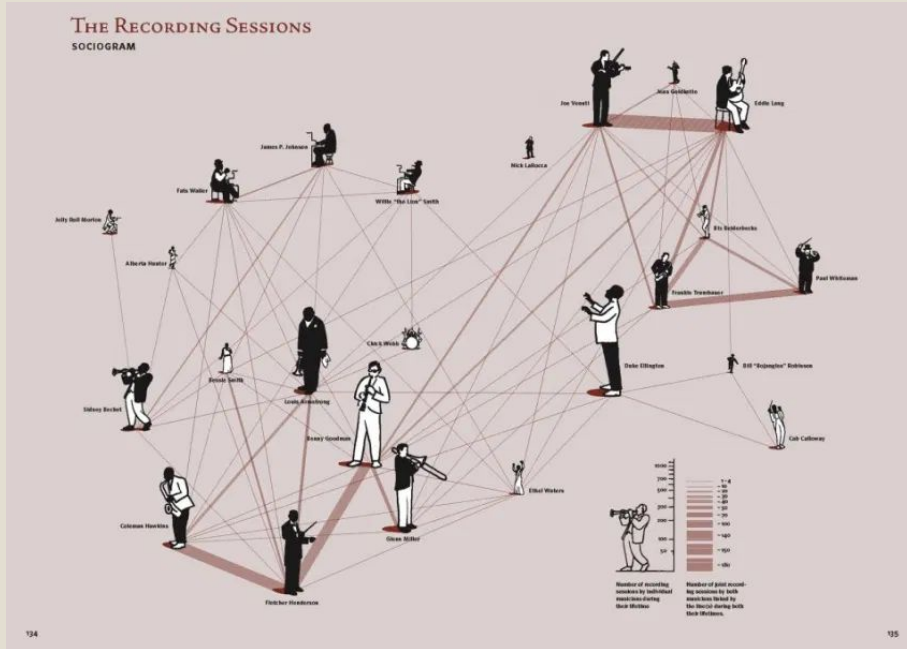 THE RECORDING SESSIONS
SOCIOGRAM
Joe Venuti
Jean Goldkette
Eddie Lang
James P. Johnson
Nick LaRocca
Fats Waller
Willie "the Lion" Smith
Jelly Roll Morton
Bix Beiderbecke
Alberta Hunter
Paul Whiteman
Frankie Trumbauer
Chick Webb
Duke Ellington
Bill "Bojangles" Robinson
Bessie Smith
Louis Armstrong
Sidney Bechet
Benny Goodman
Cab Calloway
Ethel Waters
Coleman Hawkins
Glenn Miller
Fletcher Henderson
Number of recording
sessions by individual
musicians during
their lifetime
Number of joint record-
ing sessions by both
musicians linked by
the line(s) during both
their lifetimes.
134
135